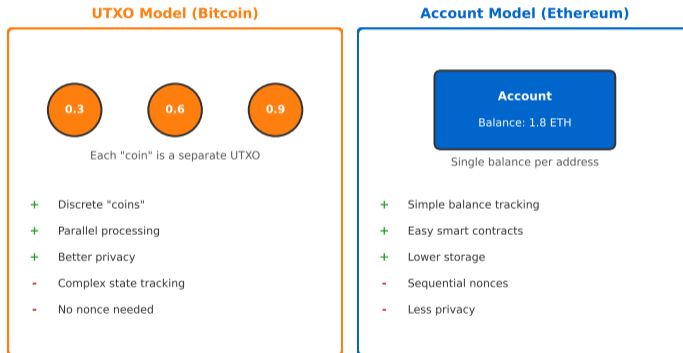 UTXO Model (Bitcoin)
0.3 0.6 0.9
Each "coin" is a separate UTXO
+ Discrete "coins"
+ Parallel processing
+ Better privacy
- Complex state tracking
- No nonce needed
Account Model (Ethereum)
Account
Balance: 1.8 ETH
Single balance per address
+ Simple balance tracking
+ Easy smart contracts
+ Lower storage
- Sequential nonces
- Less privacy